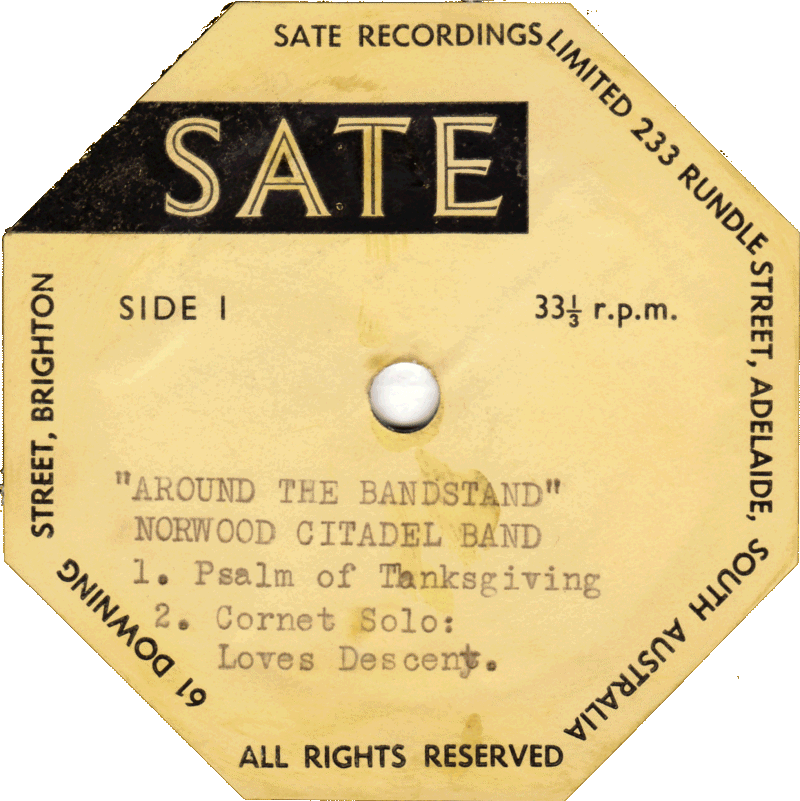 SATE RECORDINGS LIMITED 233 RUNDLE STREET, ADELAIDE, SOUTH AUSTRALIA
SATE
SIDE 1
33⅓ r.p.m.
"AROUND THE BANDSTAND"
NORWOOD CITADEL BAND
1. Psalm of Tanksgiving
2. Cornet Solo:
Loves Descent.
61 DOWNING STREET, BRIGHTON
ALL RIGHTS RESERVED